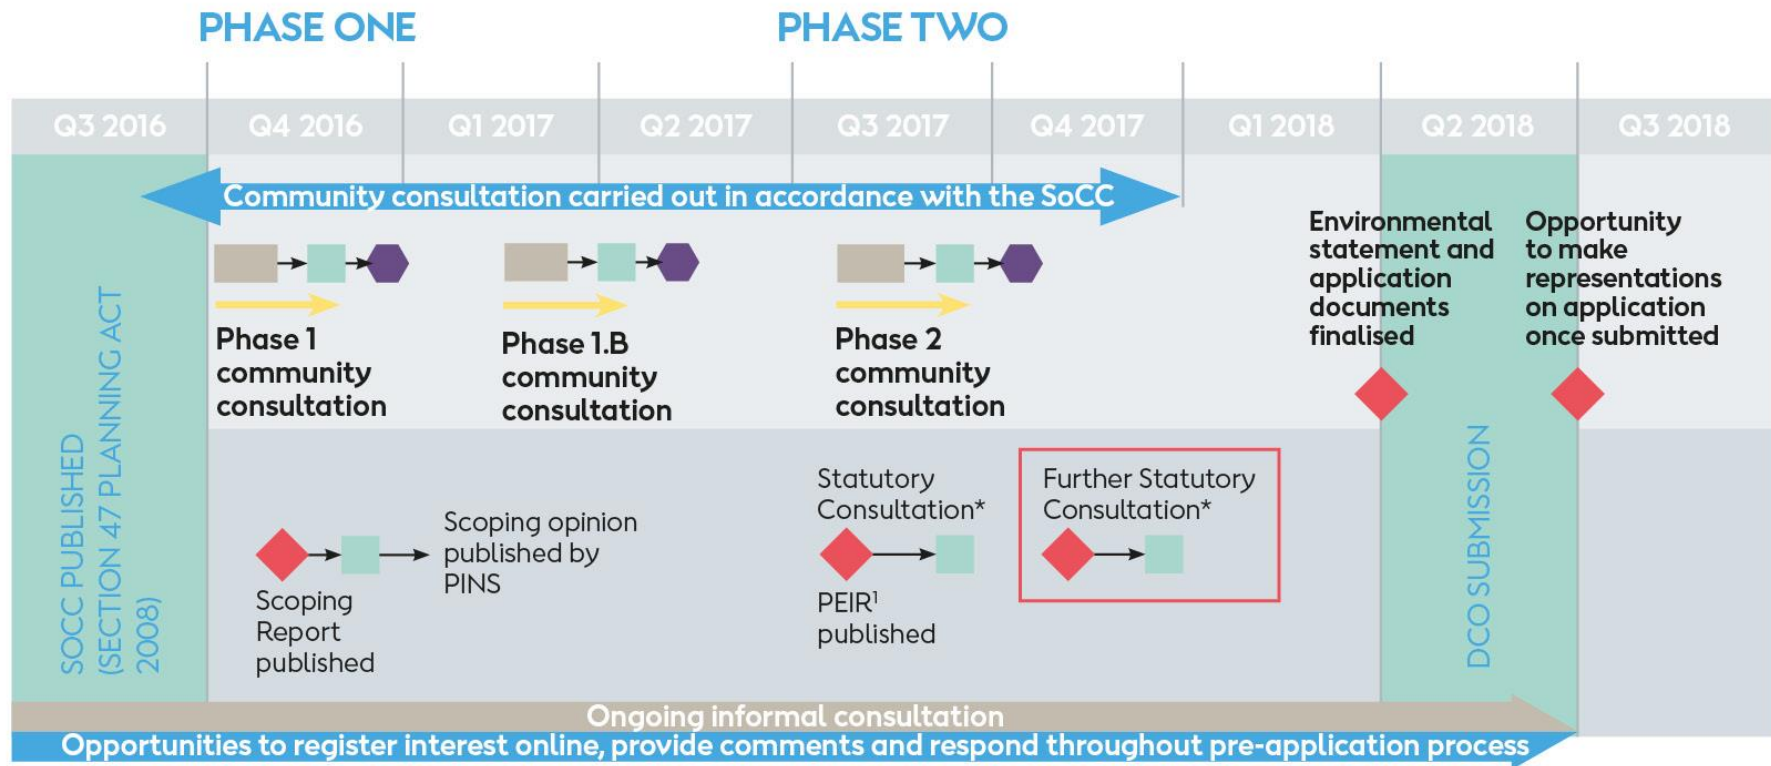 PHASE ONE
PHASE TWO
Q3 2016
Q4 2016
Q1 2017
Q2 2017
Q3 2017
Q4 2017
Q1 2018
Q2 2018
Q3 2018
Community consultation carried out in accordance with the SoCC
SOCC PUBLISHED
(SECTION 47 PLANNING ACT
2008)
Phase 1
community
consultation
Phase 1.B
community
consultation
Phase 2
community
consultation
Environmental
statement and
application
documents
finalised
Opportunity
to make
representations
on application
once submitted
Scoping
Report
published
Scoping opinion
published by
PINS
Statutory
Consultation*
PEIR¹
published
Further Statutory
Consultation*
DCO SUBMISSION
Ongoing informal consultation
Opportunities to register interest online, provide comments and respond throughout pre-application process